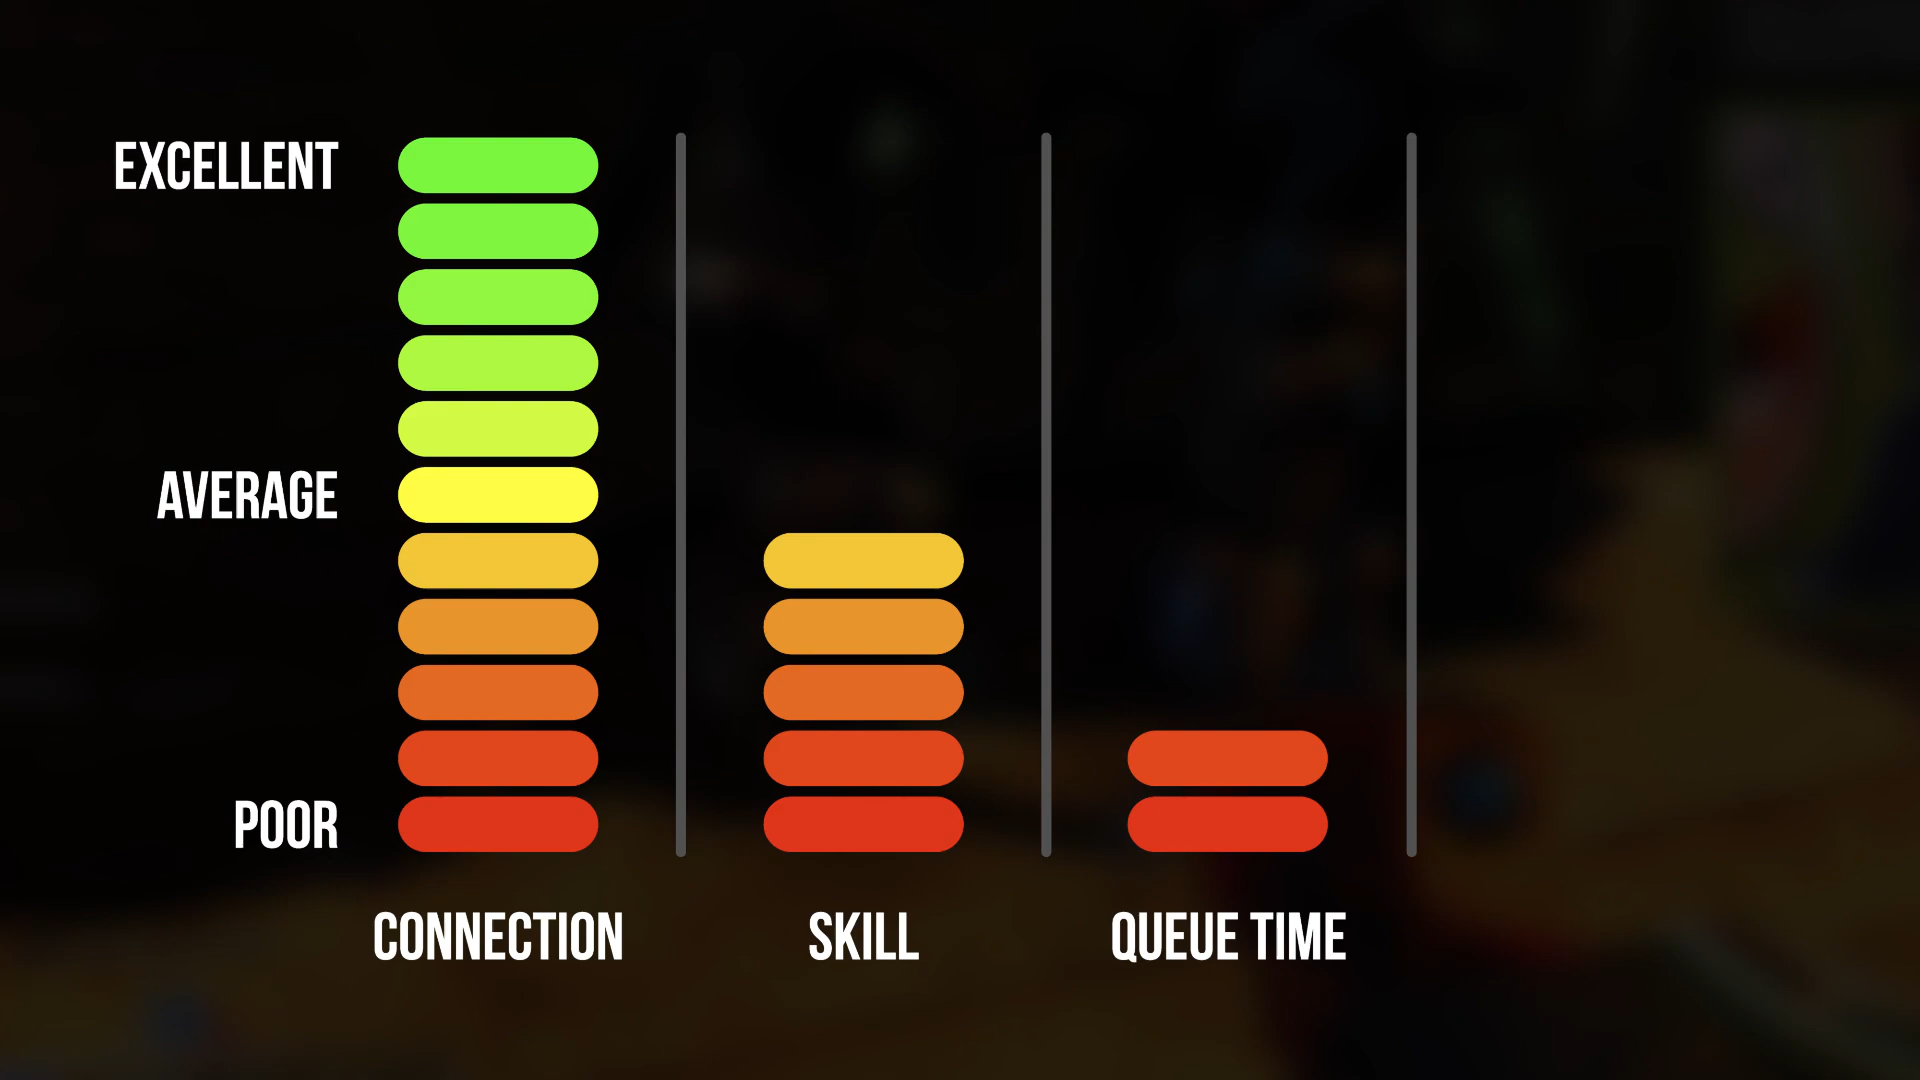 EXCELLENT
AVERAGE
POOR
CONNECTION
SKILL
QUEUE TIME